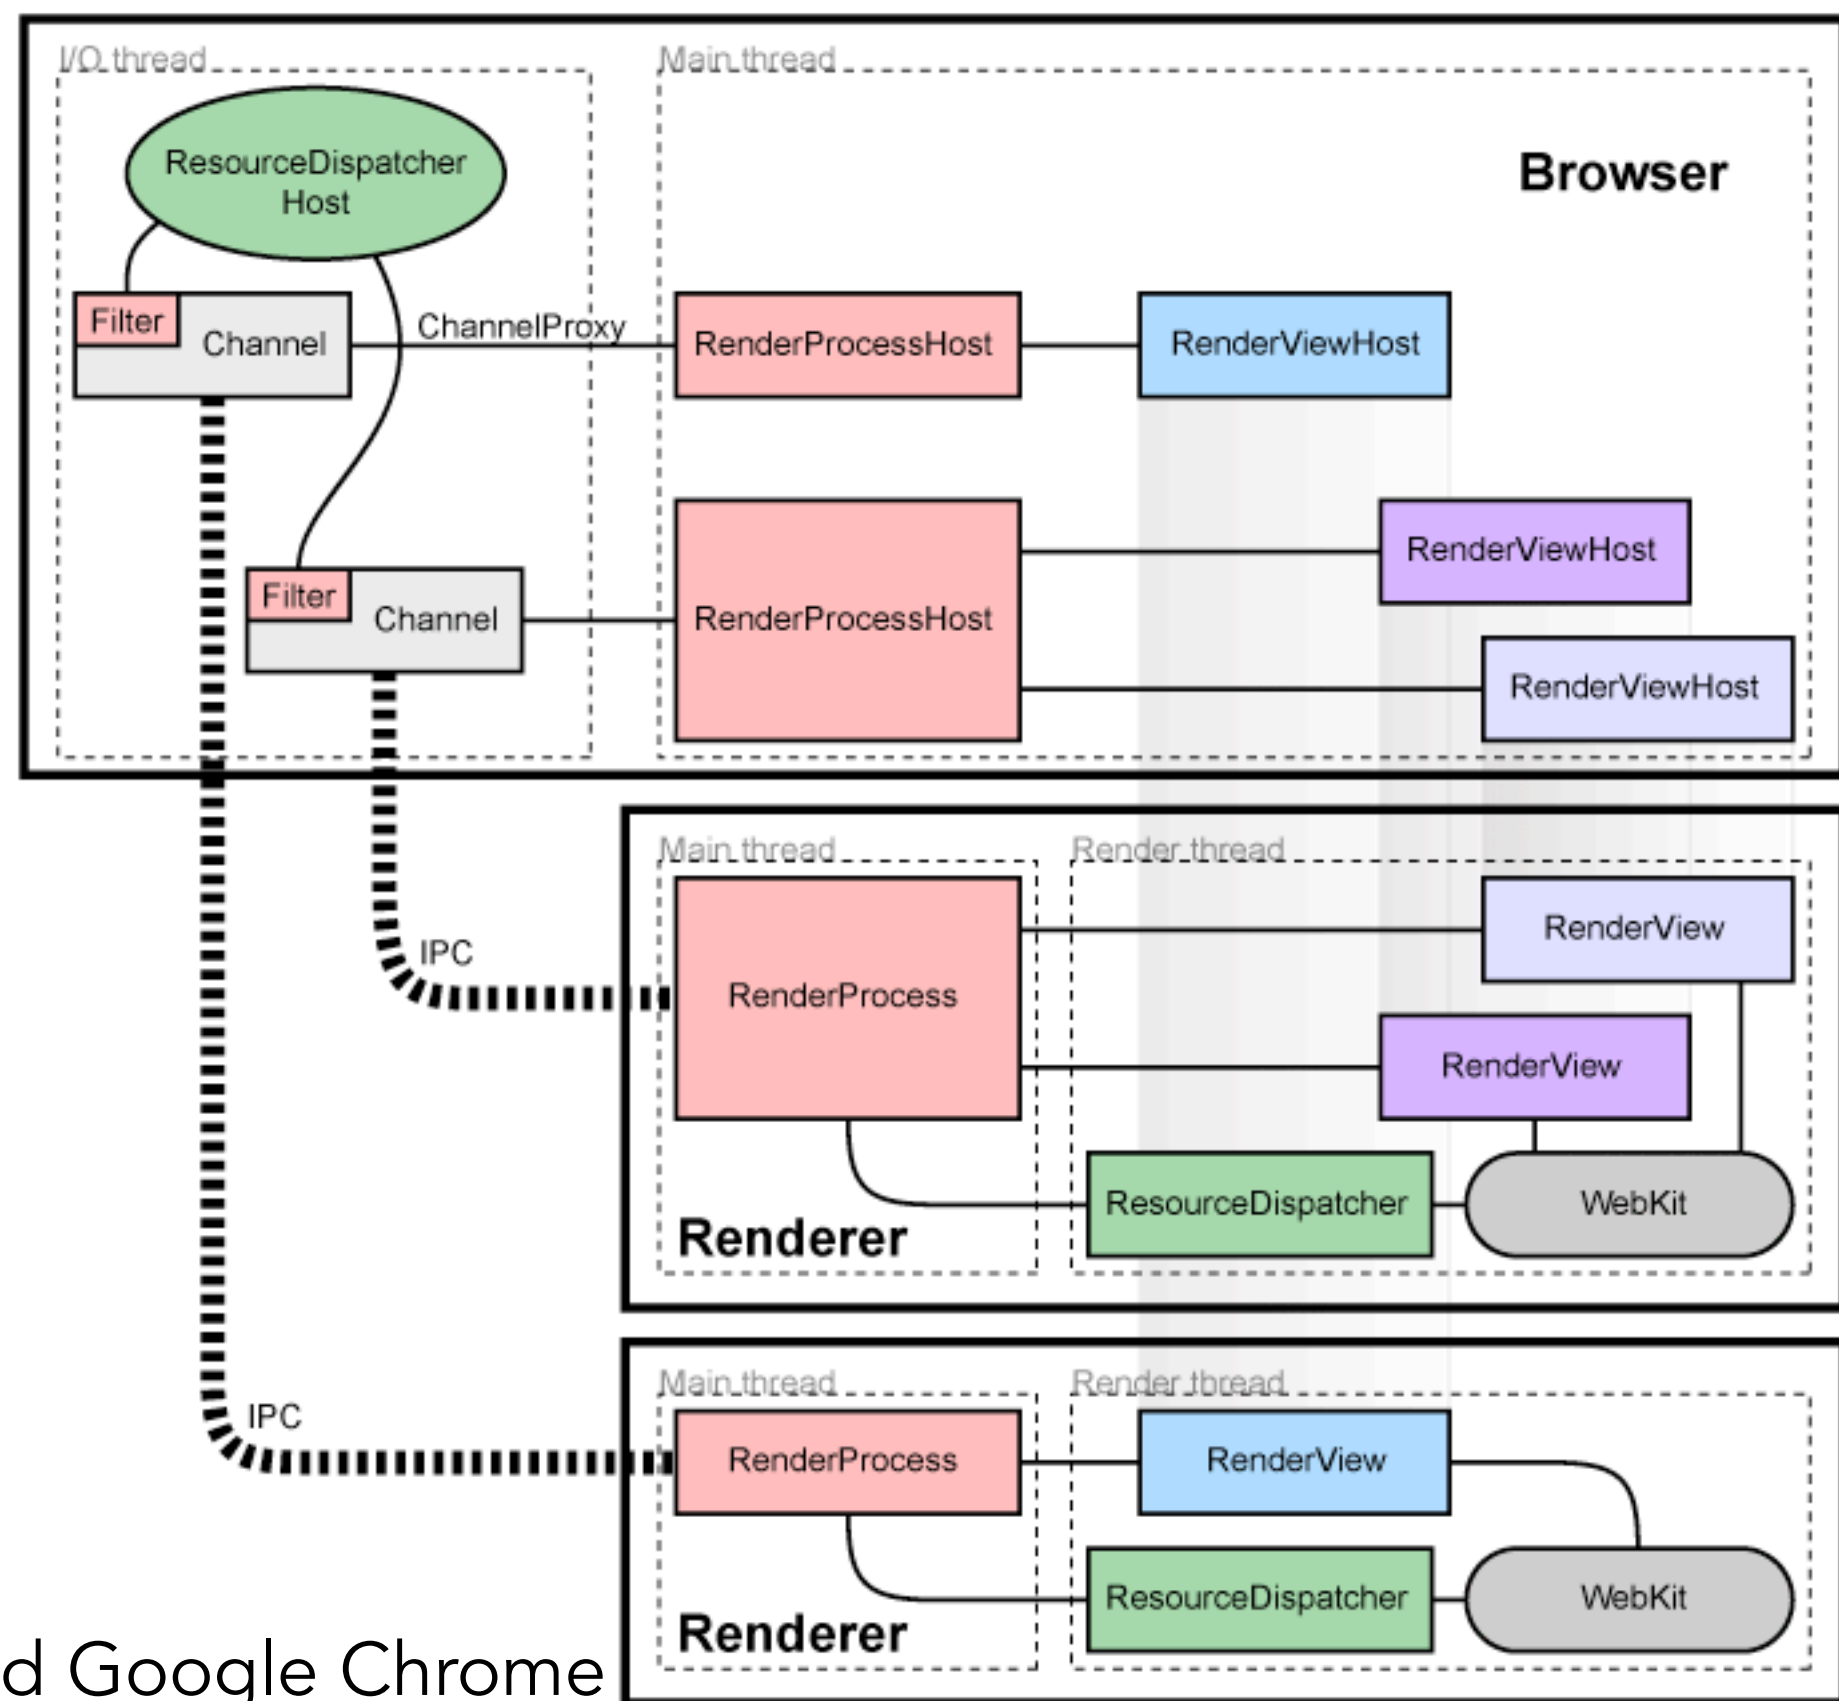 I/O thread
Main thread
ResourceDispatcher
Host
Browser
Filter
Channel
ChannelProxy
RenderProcessHost
RenderViewHost
RenderViewHost
Filter
Channel
RenderProcessHost
RenderViewHost
Main thread
Render thread
RenderView
IPC
RenderProcess
RenderView
ResourceDispatcher
WebKit
Renderer
Main thread
Render thread
IPC
RenderProcess
RenderView
ResourceDispatcher
WebKit
Renderer
d Google Chrome